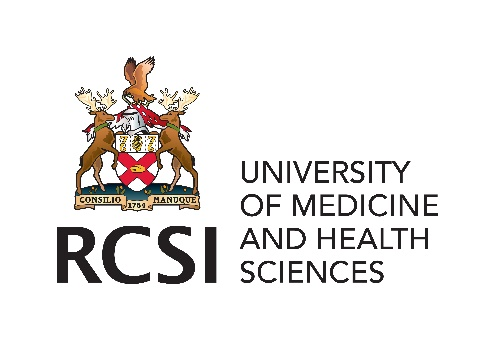 CONSILIO 1784 MANUQUE
RCSI
UNIVERSITY
OF MEDICINE
AND HEALTH
SCIENCES